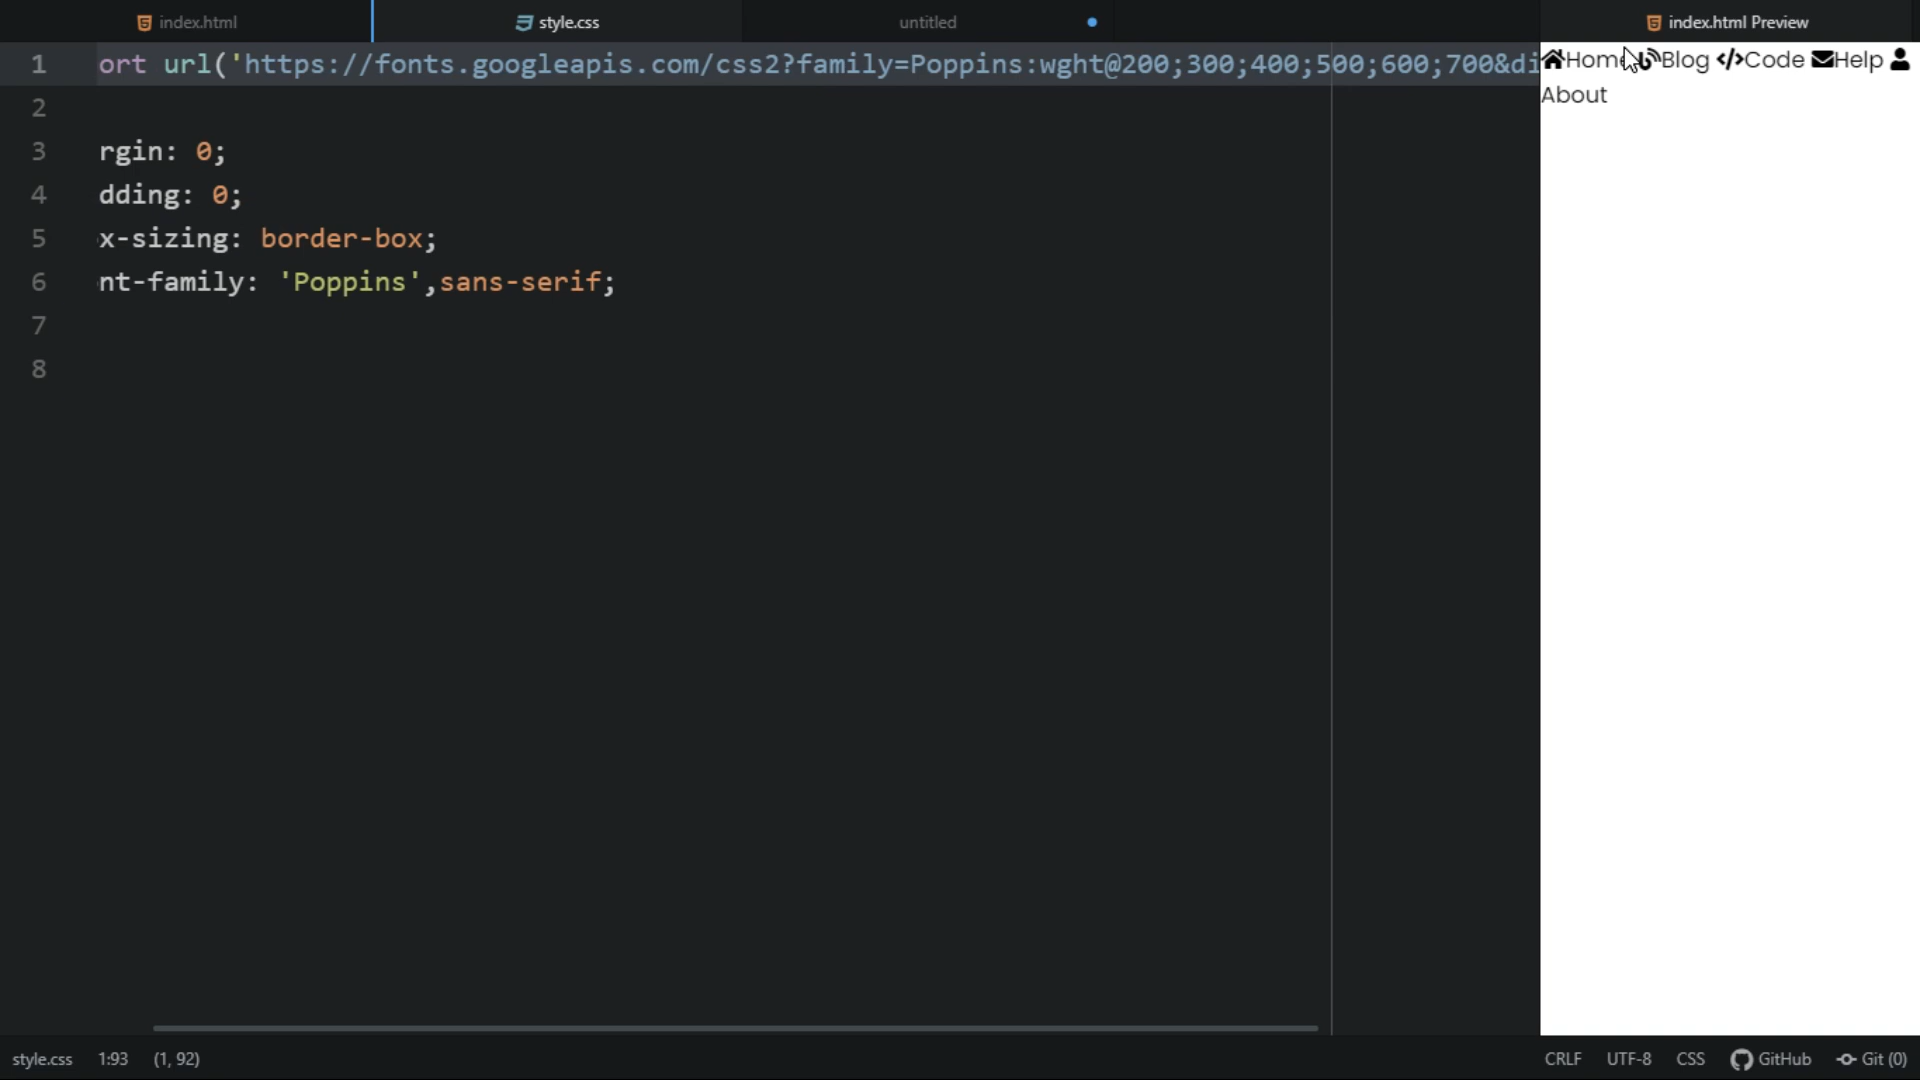 index.html
style.css
untitled
index.html Preview
1 ort url('https://fonts.googleapis.com/css2?family=Poppins:wght@200;300;400;500;600;700&di
2
3 rgin: 0;
4 dding: 0;
5 x-sizing: border-box;
6 nt-family: 'Poppins',sans-serif;
7
8
Home Blog </>Code Help
About
style.css 1:93 (1, 92)
CRLF UTF-8 CSS GitHub Git (0)